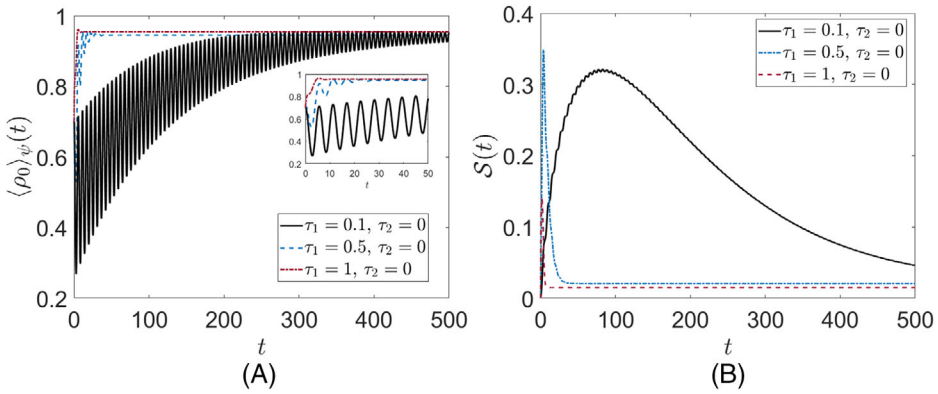 1
0.8
0.6
0.4
0.2
0 100 200 300 400 500
⟨ρ₀⟩ψ(t)
t
1
0.8
0.6
0.4
0.2
0 10 20 30 40 50
t
τ₁ = 0.1, τ₂ = 0
τ₁ = 0.5, τ₂ = 0
τ₁ = 1, τ₂ = 0
(A)
0.4
0.3
0.2
0.1
0
0 100 200 300 400 500
S(t)
t
τ₁ = 0.1, τ₂ = 0
τ₁ = 0.5, τ₂ = 0
τ₁ = 1, τ₂ = 0
(B)